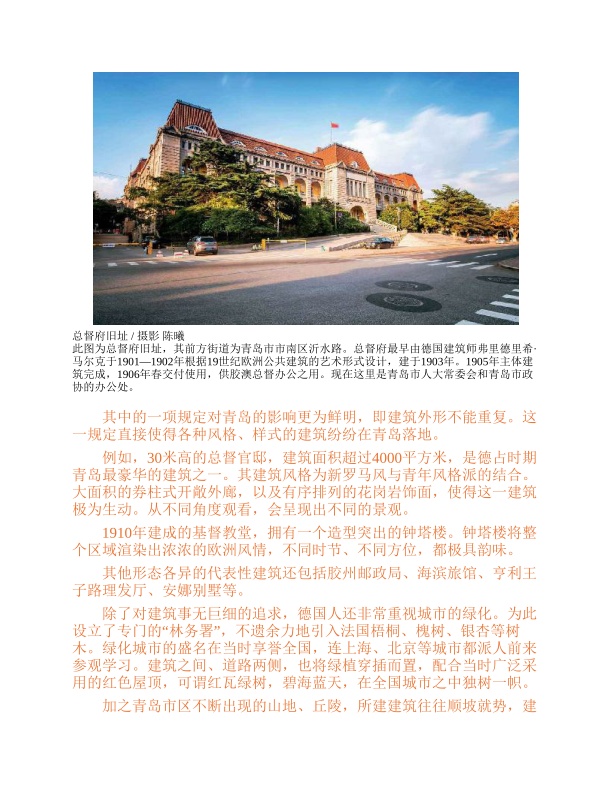 总督府旧址 / 摄影 陈曦
此图为总督府旧址，其前方街道为青岛市市南区沂水路。总督府最早由德国建筑师弗里德里希·
马尔克于1901—1902年根据19世纪欧洲公共建筑的艺术形式设计，建于1903年。1905年主体建
筑完成，1906年春交付使用，供胶澳总督办公之用。现在这里是青岛市人大常委会和青岛市政
协的办公处。
其中的一项规定对青岛的影响更为鲜明，即建筑外形不能重复。这
一规定直接使得各种风格、样式的建筑纷纷在青岛落地。
例如，30米高的总督官邸，建筑面积超过4000平方米，是德占时期
青岛最豪华的建筑之一。其建筑风格为新罗马风与青年风格派的结合。
大面积的券柱式开敞外廊，以及有序排列的花岗岩饰面，使得这一建筑
极为生动。从不同角度观看，会呈现出不同的景观。
1910年建成的基督教堂，拥有一个造型突出的钟塔楼。钟塔楼将整
个区域渲染出浓浓的欧洲风情，不同时节、不同方位，都极具韵味。
其他形态各异的代表性建筑还包括胶州邮政局、海滨旅馆、亨利王
子路理发厅、安娜别墅等。
除了对建筑事无巨细的追求，德国人还非常重视城市的绿化。为此
设立了专门的“林务署”，不遗余力地引入法国梧桐、槐树、银杏等树
木。绿化城市的盛名在当时享誉全国，连上海、北京等城市都派人前来
参观学习。建筑之间、道路两侧，也将绿植穿插而置，配合当时广泛采
用的红色屋顶，可谓红瓦绿树，碧海蓝天，在全国城市之中独树一帜。
加之青岛市区不断出现的山地、丘陵，所建建筑往往顺坡就势，建